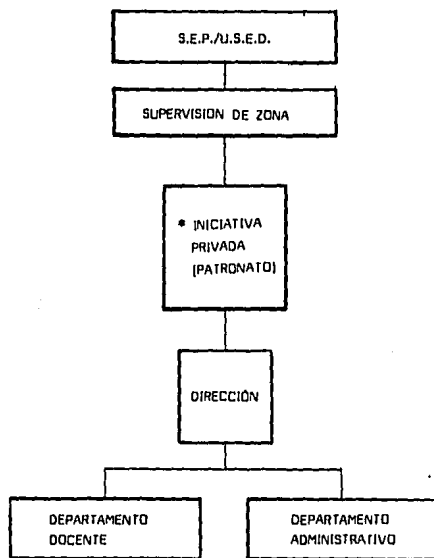 S.E.P./U.S.E.D.
SUPERVISION DE ZONA
* INICIATIVA
PRIVADA
(PATRONATO)
DIRECCIÓN
DEPARTAMENTO
DOCENTE
DEPARTAMENTO
ADMINISTRATIVO